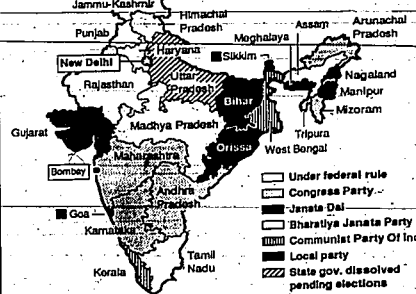 Jammu-Kashmir
Himachal
Pradesh
Punjab
Haryana
New Delhi
Rajasthan
Uttar
Pradesh
Sikkim
Meghalaya
Assam
Arunachal
Pradesh
Nagaland
Manipur
Mizoram
Tripura
West Bengal
Bihar
Gujarat
Madhya Pradesh
Orissa
Maharashtra
Bombay
Andhra
Pradesh
Goa
Karnataka
Tamil
Nadu
Kerala
Under federal rule
Congress Party
Janata Dal
Bharatiya Janata Party
Communist Party Of Ind
Local party
State gov. dissolved
pending elections